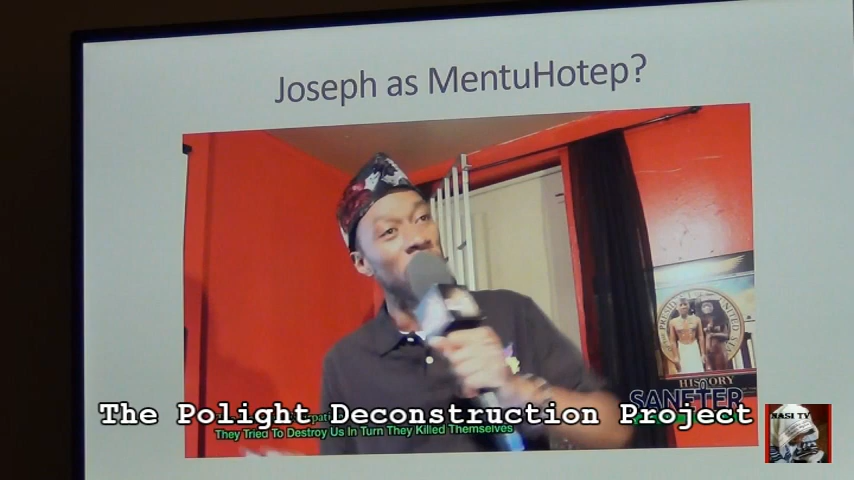 Joseph as MentuHotep?
HISTORY
SANETER
The Polight Deconstruction Project
NASI TV
They Tried To Destroy Us In Turn They Killed Themselves